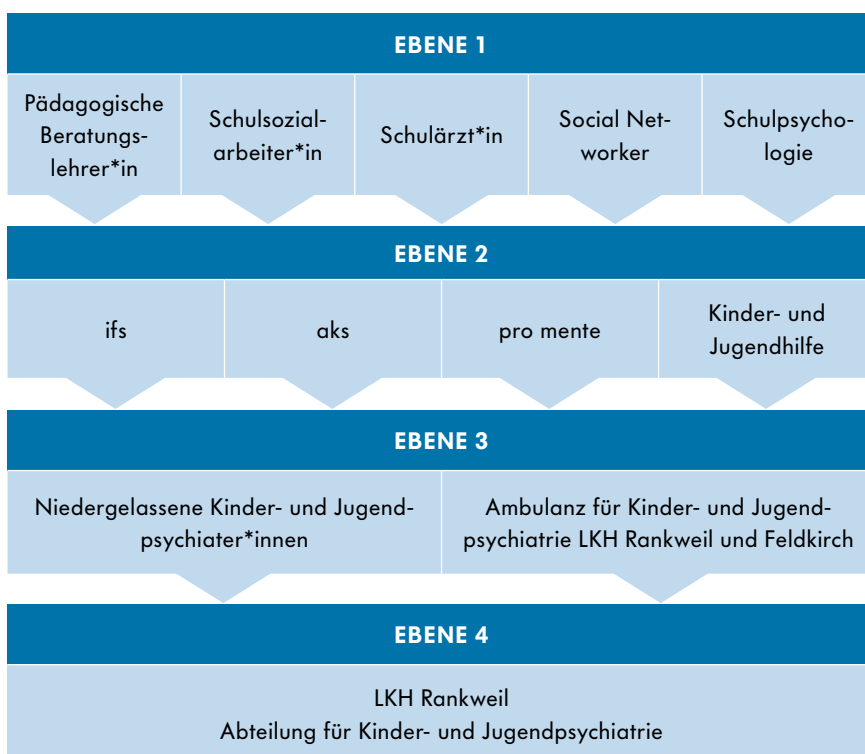 EBENE 1
Pädagogische
Beratungs-
lehrer*in
Schulsozial-
arbeiter*in
Schulärzt*in
Social Net-
worker
Schulpsycho-
logie
EBENE 2
ifs
aks
pro mente
Kinder- und
Jugendhilfe
EBENE 3
Niedergelassene Kinder- und Jugend-
psychiater*innen
Ambulanz für Kinder- und Jugend-
psychiatrie LKH Rankweil und Feldkirch
EBENE 4
LKH Rankweil
Abteilung für Kinder- und Jugendpsychiatrie